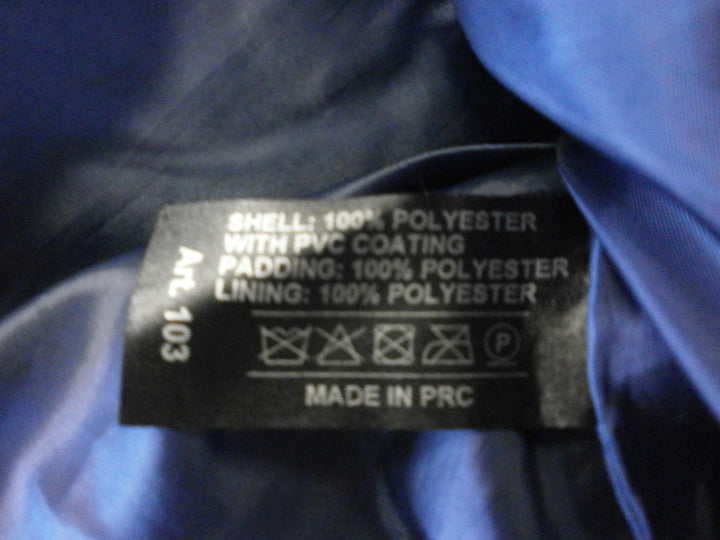 SHELL: 100% POLYESTER
WITH PVC COATING
PADDING: 100% POLYESTER
LINING: 100% POLYESTER
P
MADE IN PRC
Art. 103